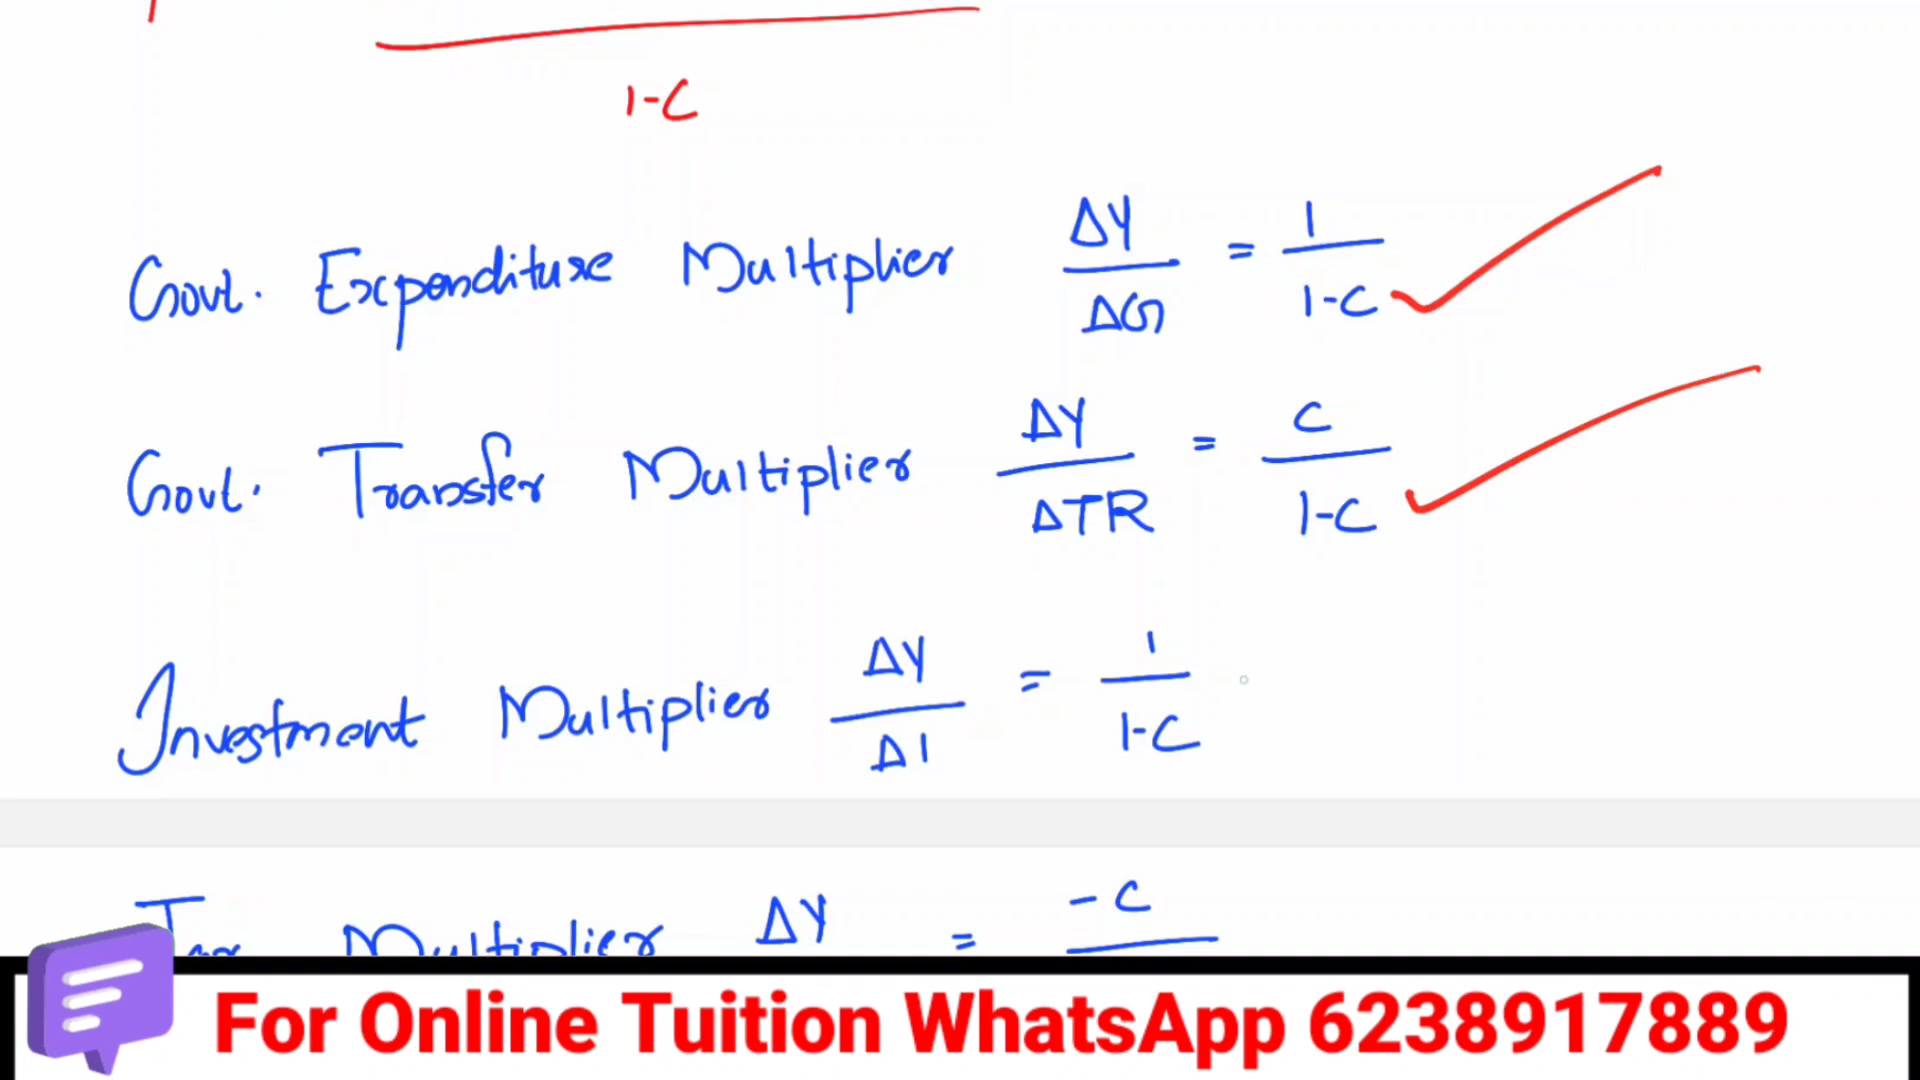 1-C
Govt. Expenditure Multiplier ΔY/ΔG = 1/1-C
Govt. Transfer Multiplier ΔY/ΔTR = C/1-C
Investment Multiplier ΔY/ΔI = 1/1-C
Multiplier ΔY = -C
For Online Tuition WhatsApp 6238917889